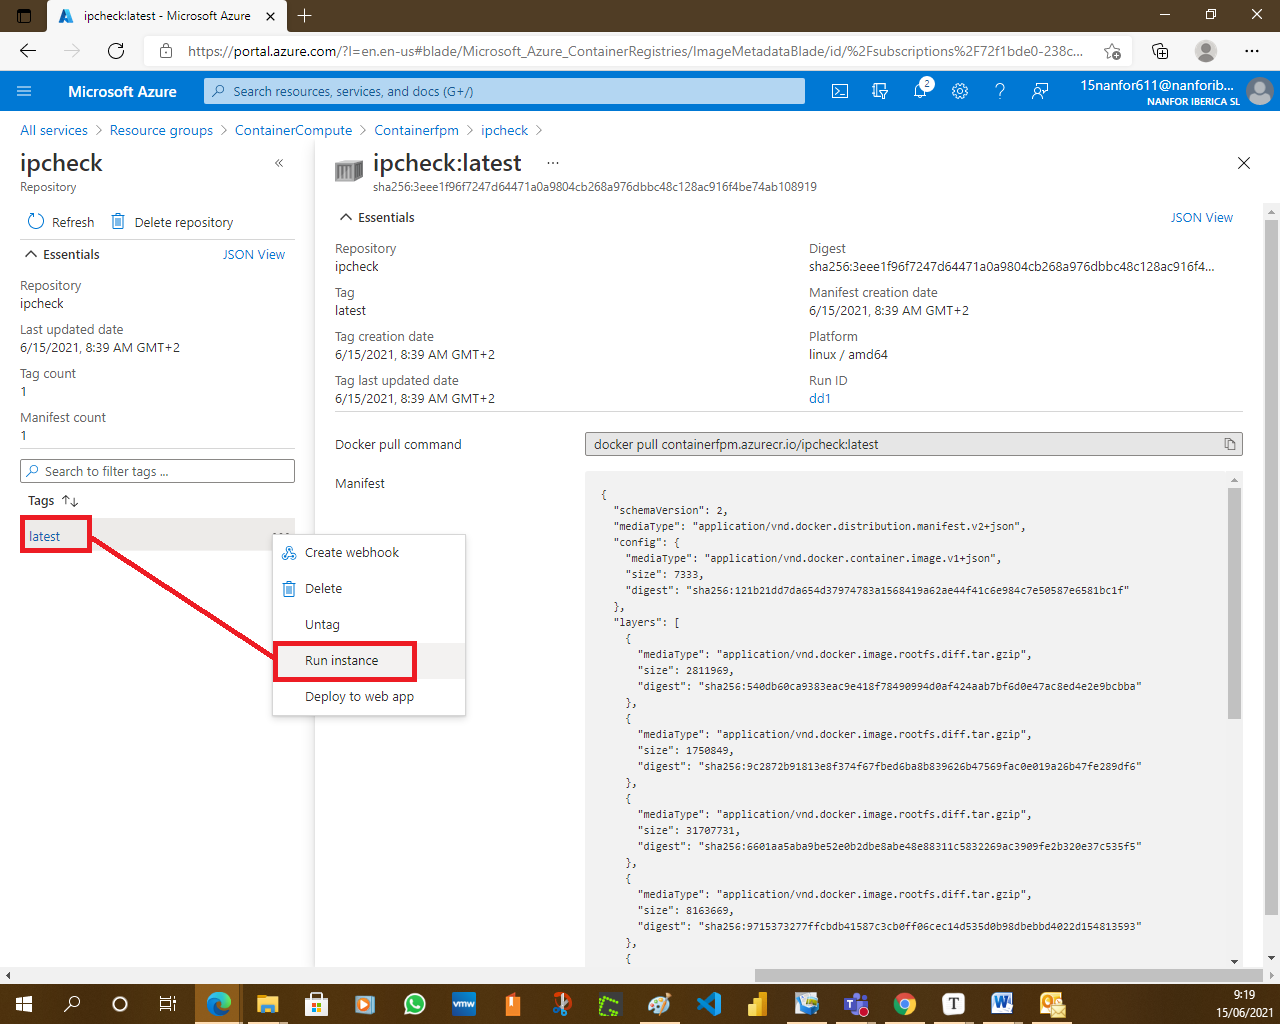 ipcheck:latest - Microsoft Azure
https://portal.azure.com/?l=en.en-us#blade/Microsoft_Azure_ContainerRegistries/ImageMetadataBlade/id/%2Fsubscriptions%2F72f1bde0-238c...
Microsoft Azure
Search resources, services, and docs (G+/)
2
15nanfor611@nanforib...
NANFOR IBERICA SL
All services > Resource groups > ContainerCompute > Containerfpm > ipcheck >
ipcheck
Repository
Refresh
Delete repository
Essentials
JSON View
Repository
ipcheck
Last updated date
6/15/2021, 8:39 AM GMT+2
Tag count
1
Manifest count
1
Search to filter tags ...
Tags
latest
...
Create webhook
Delete
Untag
Run instance
Deploy to web app
ipcheck:latest ...
sha256:3eee1f96f7247d64471a0a9804cb268a976dbbc48c128ac916f4be74ab108919
Essentials
JSON View
Repository
ipcheck
Tag
latest
Tag creation date
6/15/2021, 8:39 AM GMT+2
Tag last updated date
6/15/2021, 8:39 AM GMT+2
Digest
sha256:3eee1f96f7247d64471a0a9804cb268a976dbbc48c128ac916f4...
Manifest creation date
6/15/2021, 8:39 AM GMT+2
Platform
linux / amd64
Run ID
dd1
Docker pull command
docker pull containerfpm.azurecr.io/ipcheck:latest
Manifest
{
"schemaVersion": 2,
"mediaType": "application/vnd.docker.distribution.manifest.v2+json",
"config": {
"mediaType": "application/vnd.docker.container.image.v1+json",
"size": 7333,
"digest": "sha256:121b21dd7da654d37974783a1568419a62ae44f41c6e984c7e50587e6581bc1f"
},
"layers": [
{
"mediaType": "application/vnd.docker.image.rootfs.diff.tar.gzip",
"size": 2811969,
"digest": "sha256:540db60ca9383eac9e418f78490994d0af424aab7bf6d0e47ac8ed4e2e9bcbba"
},
{
"mediaType": "application/vnd.docker.image.rootfs.diff.tar.gzip",
"size": 1750849,
"digest": "sha256:9c2872b91813e8f374f67fbed6ba8b839626b47569fac0e019a26b47fe289df6"
},
{
"mediaType": "application/vnd.docker.image.rootfs.diff.tar.gzip",
"size": 31707731,
"digest": "sha256:6601aa5aba9be52e0b2dbe8abe48e88311c5832269ac3909fe2b320e37c535f5"
},
{
"mediaType": "application/vnd.docker.image.rootfs.diff.tar.gzip",
"size": 8163669,
"digest": "sha256:9715373277ffcbdb41587c3cb0ff06cec14d535d0b98dbebbd4022d154813593"
},
{
vmw
T
W
9:19
15/06/2021